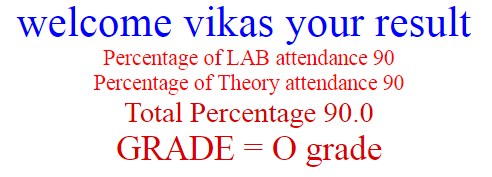 welcome vikas your result
Percentage of LAB attendance 90
Percentage of Theory attendance 90
Total Percentage 90.0
GRADE = O grade